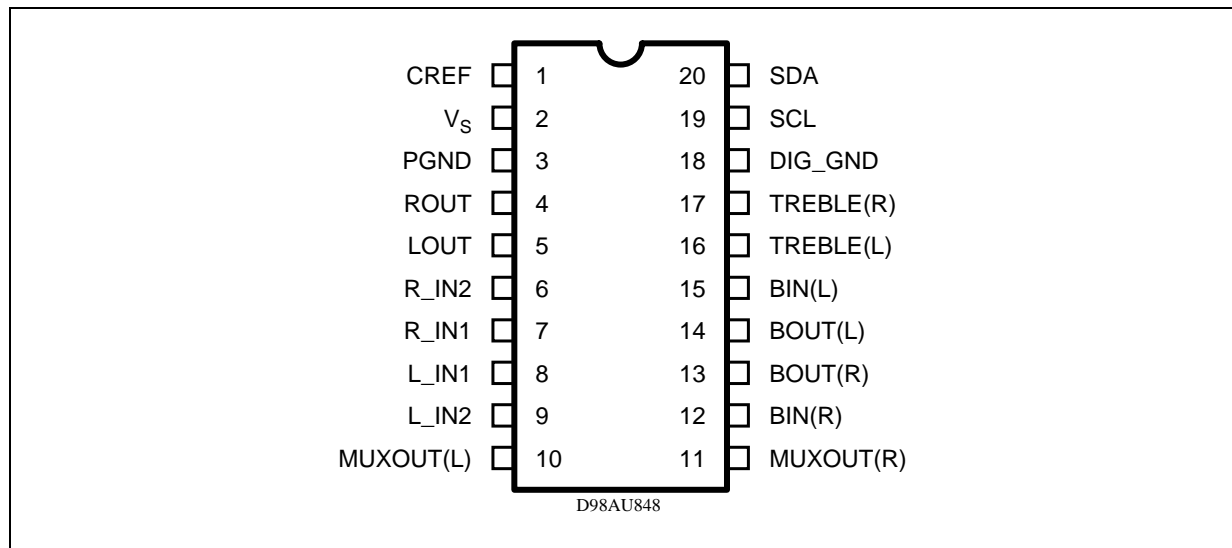 CREF 1 20 SDA
VS 2 19 SCL
PGND 3 18 DIG_GND
ROUT 4 17 TREBLE(R)
LOUT 5 16 TREBLE(L)
R_IN2 6 15 BIN(L)
R_IN1 7 14 BOUT(L)
L_IN1 8 13 BOUT(R)
L_IN2 9 12 BIN(R)
MUXOUT(L) 10 11 MUXOUT(R)
D98AU848